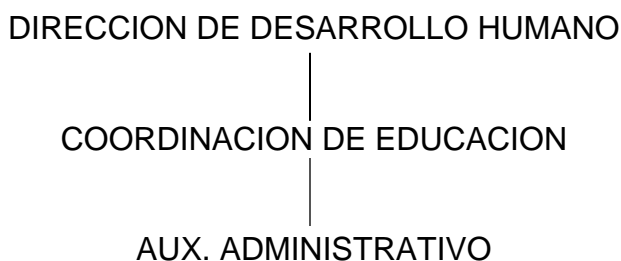 DIRECCION DE DESARROLLO HUMANO
COORDINACION DE EDUCACION
AUX. ADMINISTRATIVO